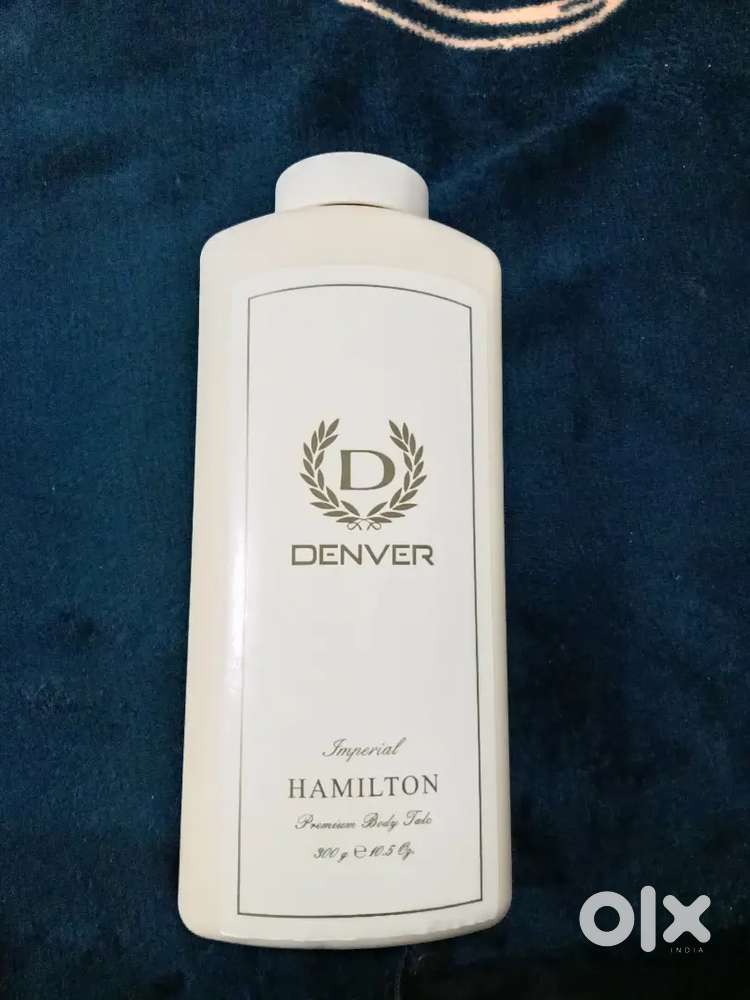 D
DENVER
Imperial
HAMILTON
Premium Body Talc
300 g ℮ 10.5 Oz.
olx
INDIA